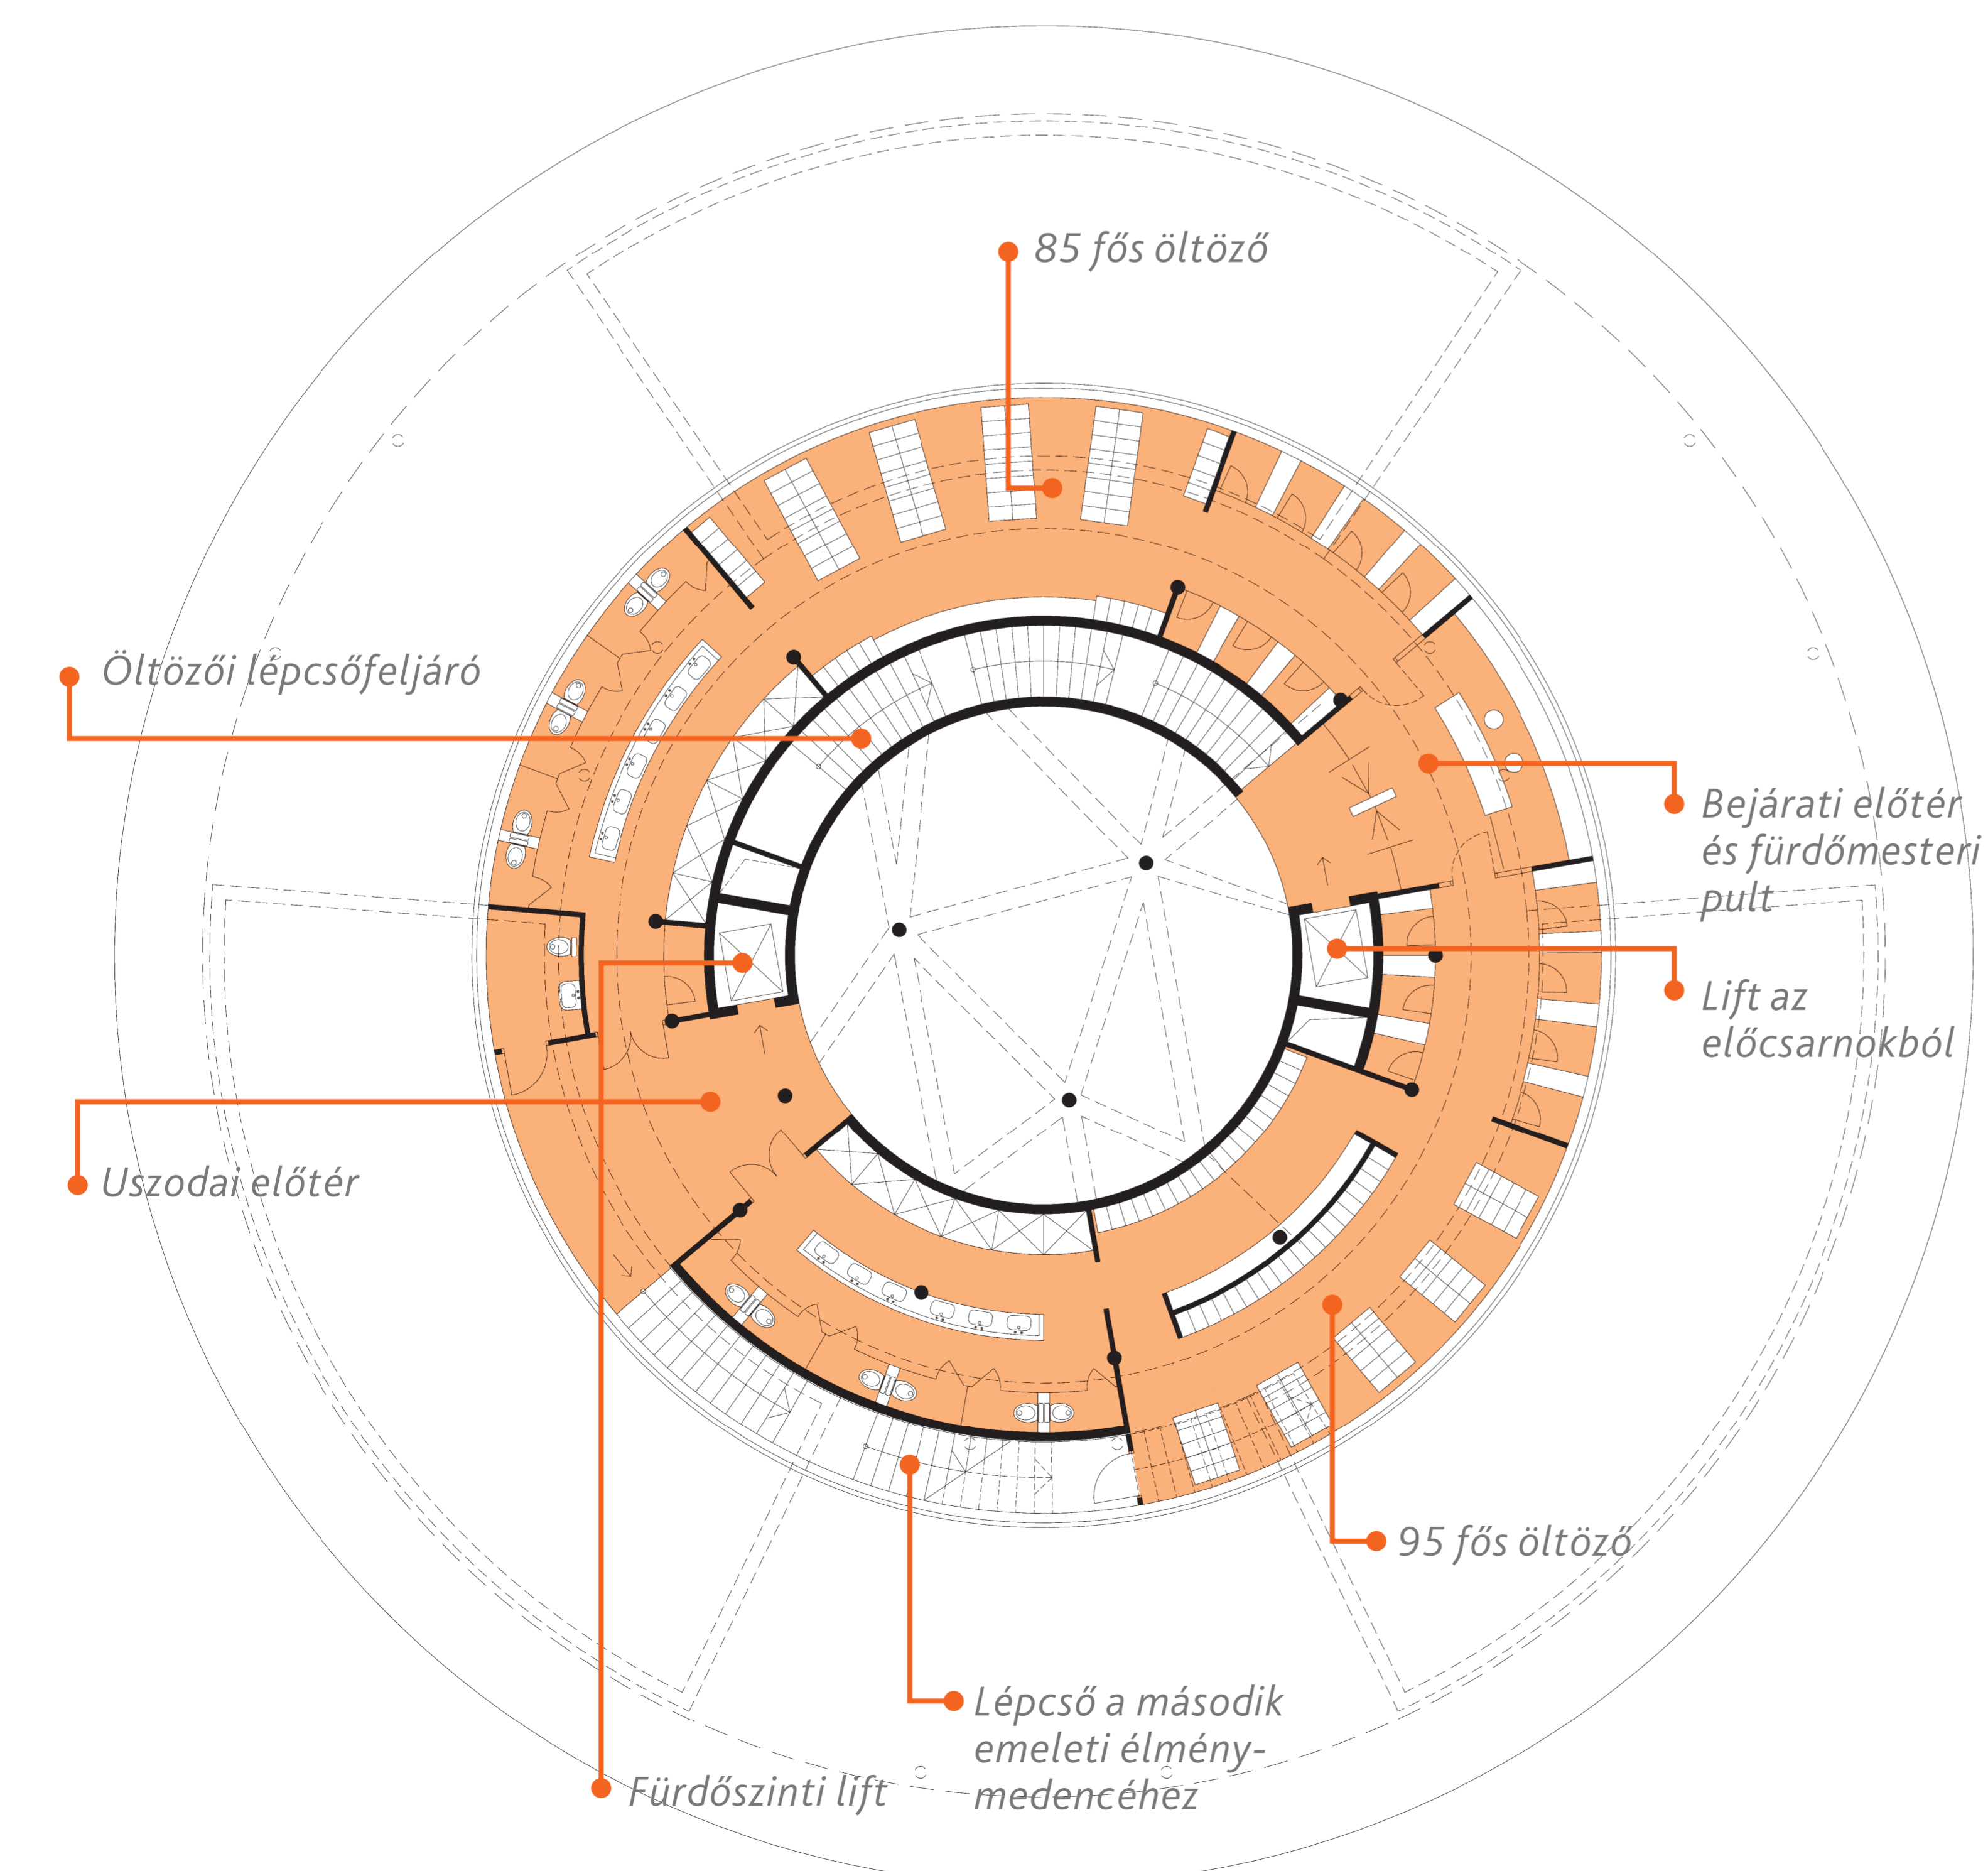 85 fős öltöző
Öltözői lépcsőfeljáró
Bejárati előtér
és fürdőmesteri
pult
Lift az
előcsarnokból
Uszodai előtér
95 fős öltöző
Lépcső a második
emeleti élmény-
medencéhez
Fürdőszinti lift